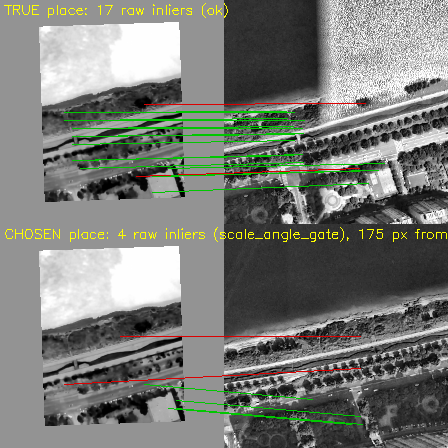 TRUE place: 17 raw inliers (ok)
CHOSEN place: 4 raw inliers (scale_angle_gate), 175 px from